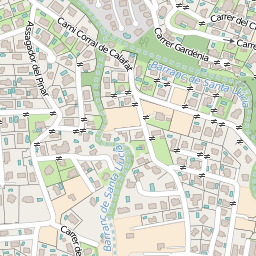 Carrer del C
Camí Corral de Calafat
Carrer Gardènia
Assagador del Pinar
Barranc de Santa Llúcia
Barranc de Santa Llúcia
Carrer de